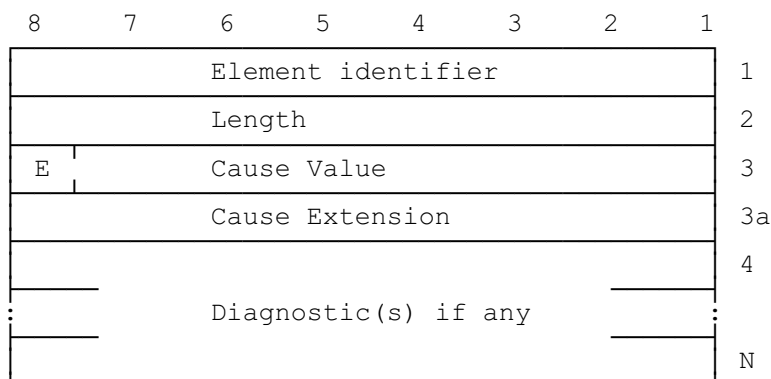 8 7 6 5 4 3 2 1
Element identifier 1
Length 2
E Cause Value 3
Cause Extension 3a
4
Diagnostic(s) if any
N